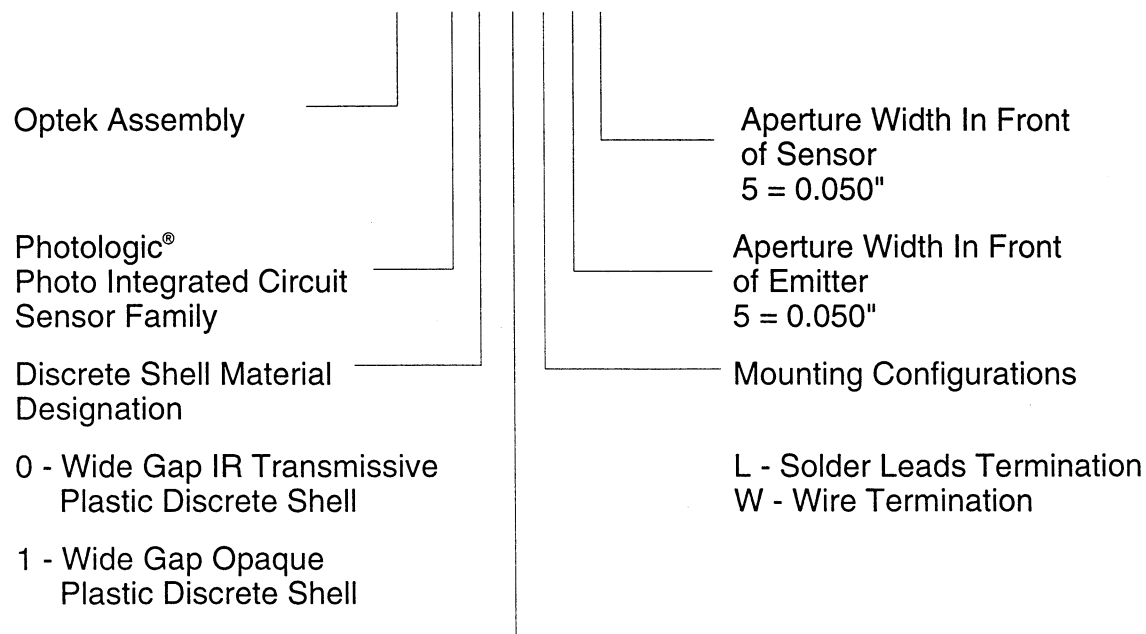 Optek Assembly
Photologic®
Photo Integrated Circuit
Sensor Family
Discrete Shell Material
Designation
0 - Wide Gap IR Transmissive
Plastic Discrete Shell
1 - Wide Gap Opaque
Plastic Discrete Shell
Aperture Width In Front
of Sensor
5 = 0.050"
Aperture Width In Front
of Emitter
5 = 0.050"
Mounting Configurations
L - Solder Leads Termination
W - Wire Termination